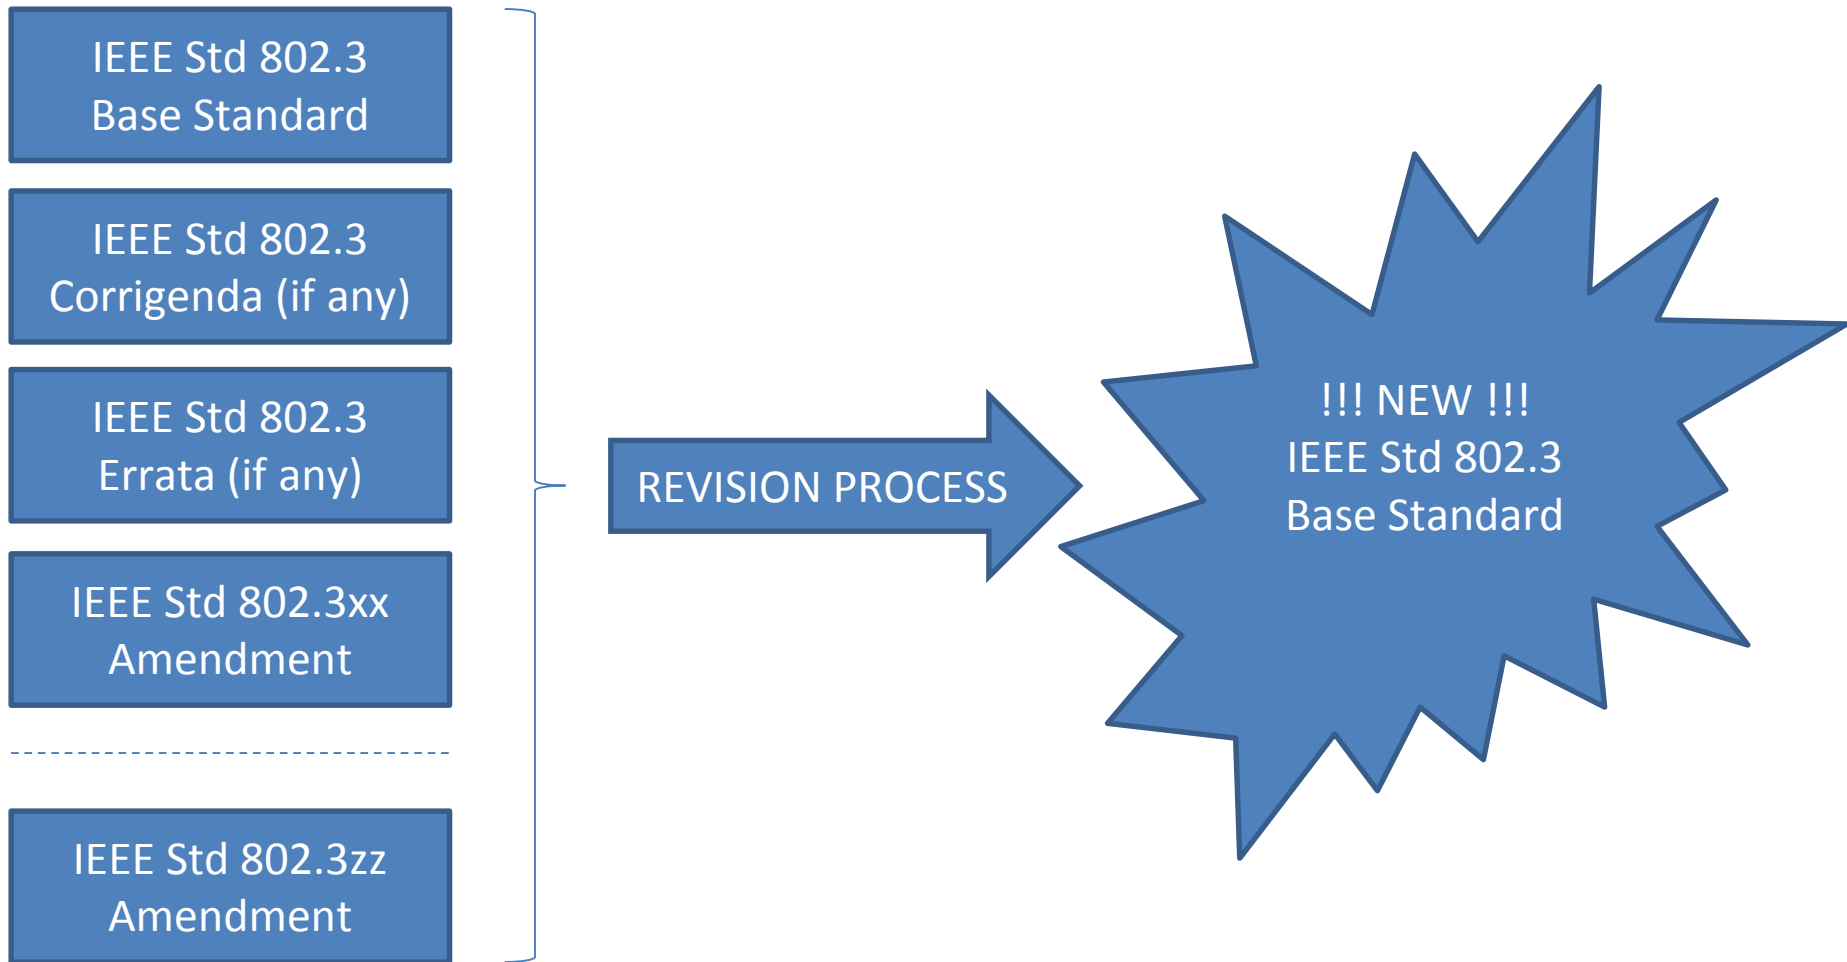 IEEE Std 802.3
Base Standard
IEEE Std 802.3
Corrigenda (if any)
IEEE Std 802.3
Errata (if any)
IEEE Std 802.3xx
Amendment
IEEE Std 802.3zz
Amendment
REVISION PROCESS
!!! NEW !!!
IEEE Std 802.3
Base Standard